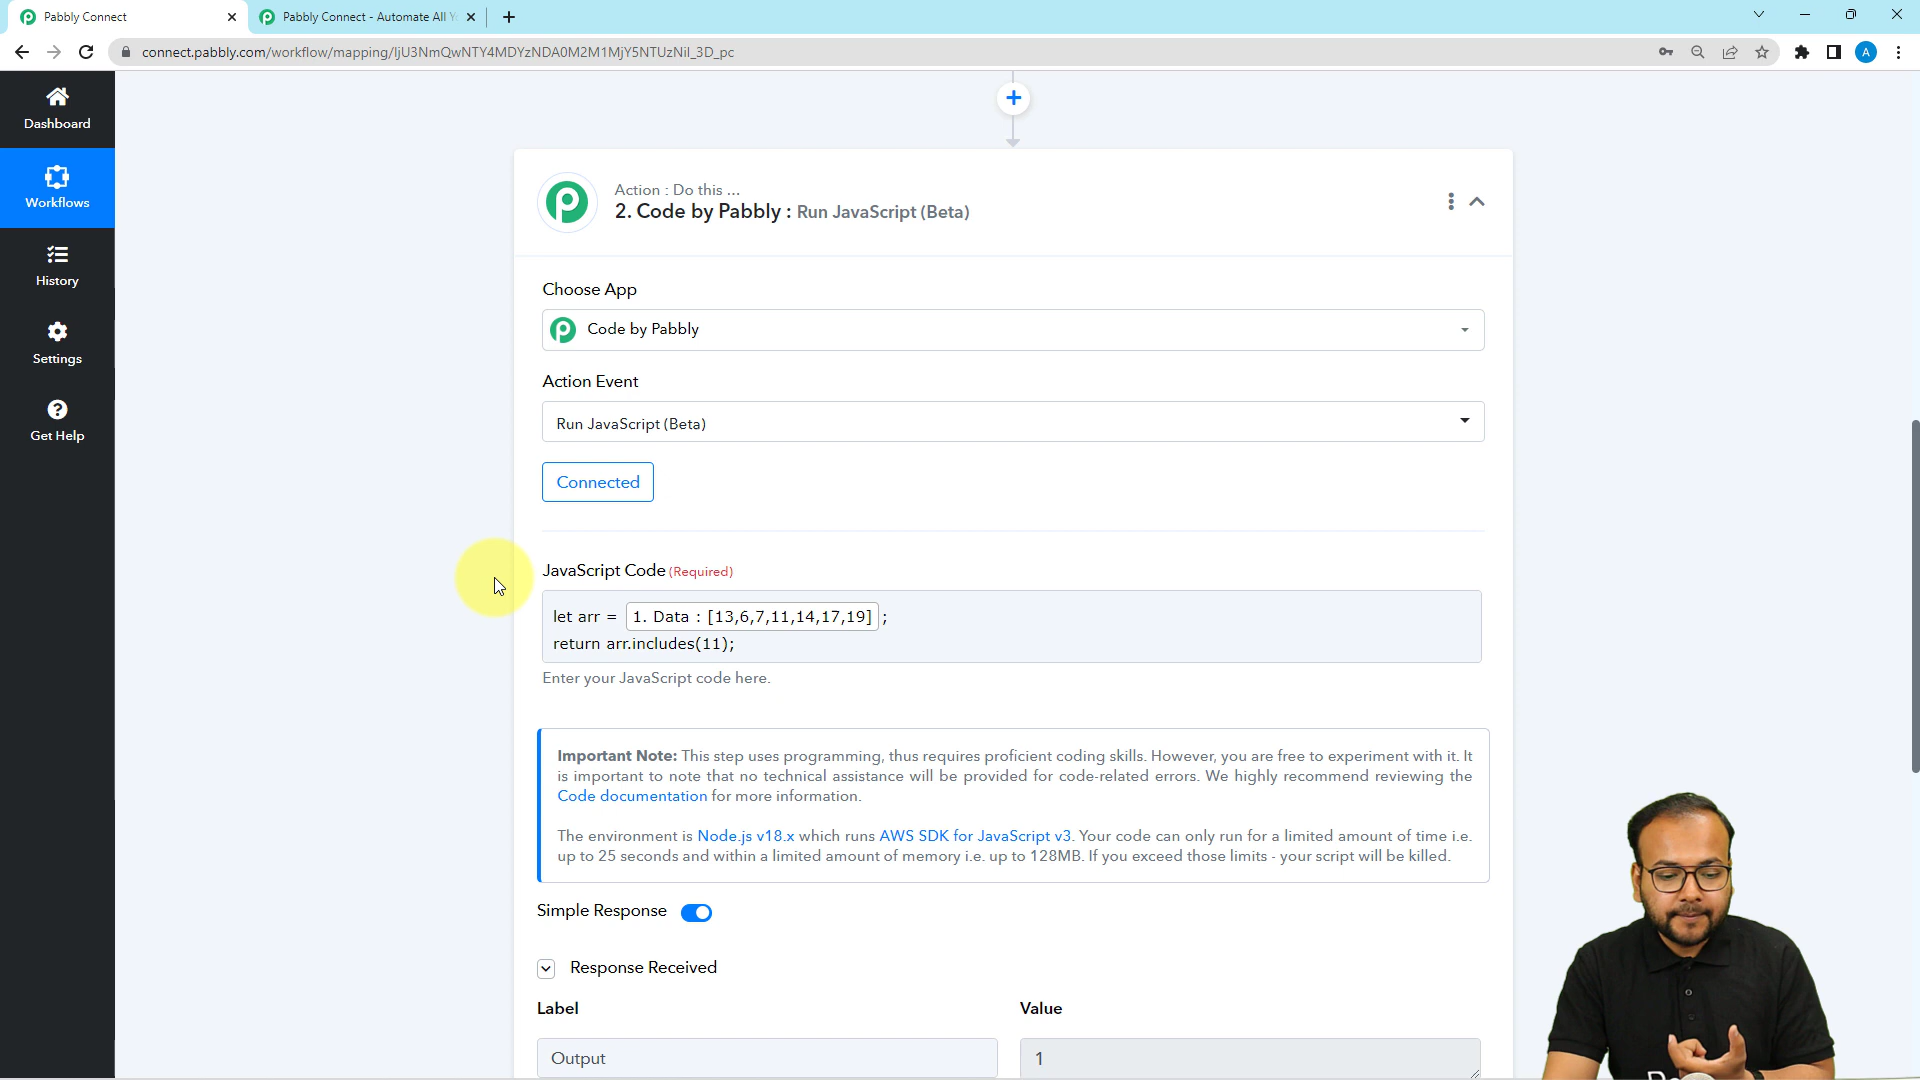 Pabbly Connect
Pabbly Connect - Automate All Y
connect.pabbly.com/workflow/mapping/IjU3NmQwNTY4MDYzNDA0M2M1MjY5NTUzNiI_3D_pc
A
Dashboard
Workflows
History
Settings
Get Help
Action : Do this ...
2. Code by Pabbly : Run JavaScript (Beta)
Choose App
Code by Pabbly
Action Event
Run JavaScript (Beta)
Connected
JavaScript Code (Required)
let arr = 1. Data : [13,6,7,11,14,17,19] ;
return arr.includes(11);
Enter your JavaScript code here.
Important Note: This step uses programming, thus requires proficient coding skills. However, you are free to experiment with it. It
is important to note that no technical assistance will be provided for code-related errors. We highly recommend reviewing the
Code documentation for more information.
The environment is Node.js v18.x which runs AWS SDK for JavaScript v3. Your code can only run for a limited amount of time i.e.
up to 25 seconds and within a limited amount of memory i.e. up to 128MB. If you exceed those limits - your script will be killed.
Simple Response
Response Received
Label
Value
Output
1